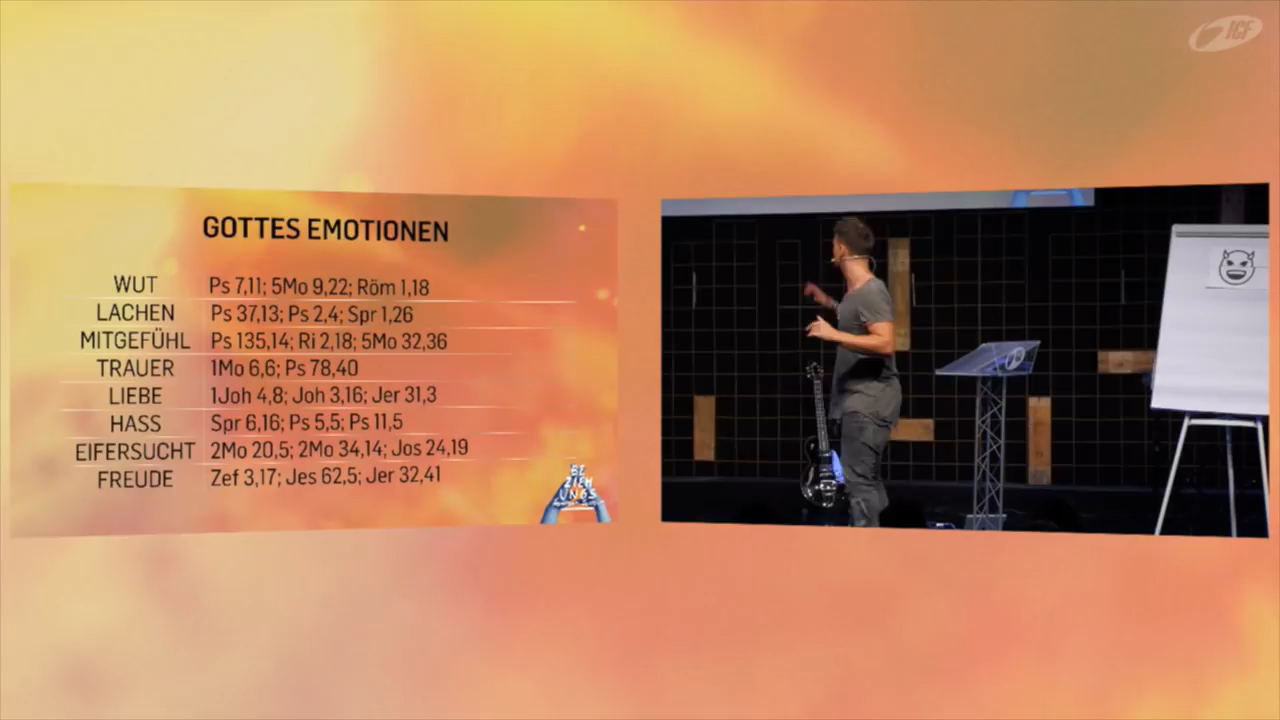 ICF
GOTTES EMOTIONEN
WUT Ps 7,11; 5Mo 9,22; Röm 1,18
LACHEN Ps 37,13; Ps 2,4; Spr 1,26
MITGEFÜHL Ps 135,14; Ri 2,18; 5Mo 32,36
TRAUER 1Mo 6,6; Ps 78,40
LIEBE 1Joh 4,8; Joh 3,16; Jer 31,3
HASS Spr 6,16; Ps 5,5; Ps 11,5
EIFERSUCHT 2Mo 20,5; 2Mo 34,14; Jos 24,19
FREUDE Zef 3,17; Jes 62,5; Jer 32,41
BE
ZIEH
UNGS